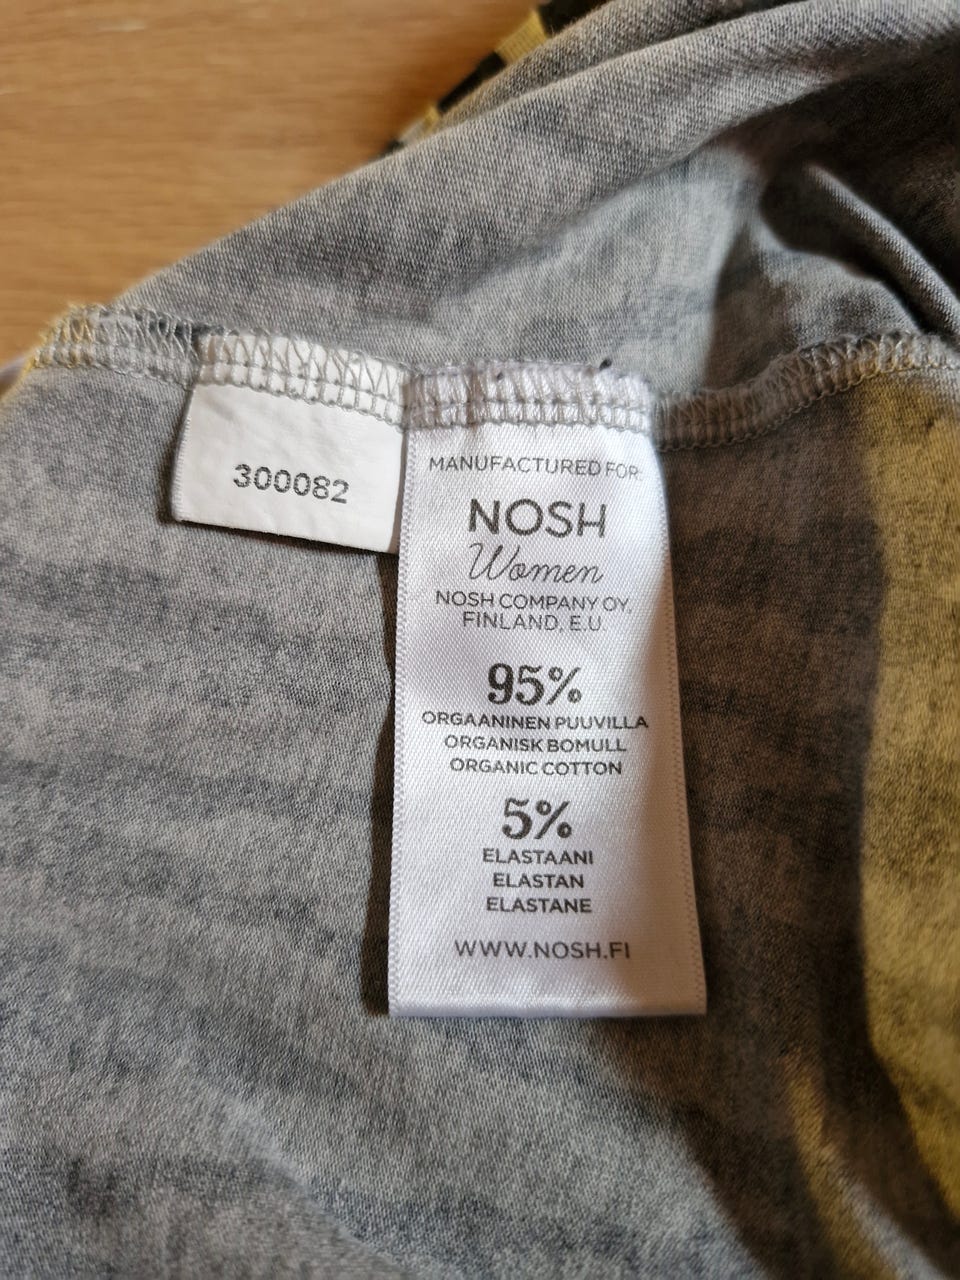 300082
MANUFACTURED FOR:
NOSH
Women
NOSH COMPANY OY,
FINLAND, E.U.
95%
ORGAANINEN PUUVILLA
ORGANISK BOMULL
ORGANIC COTTON
5%
ELASTAANI
ELASTAN
ELASTANE
WWW.NOSH.FI